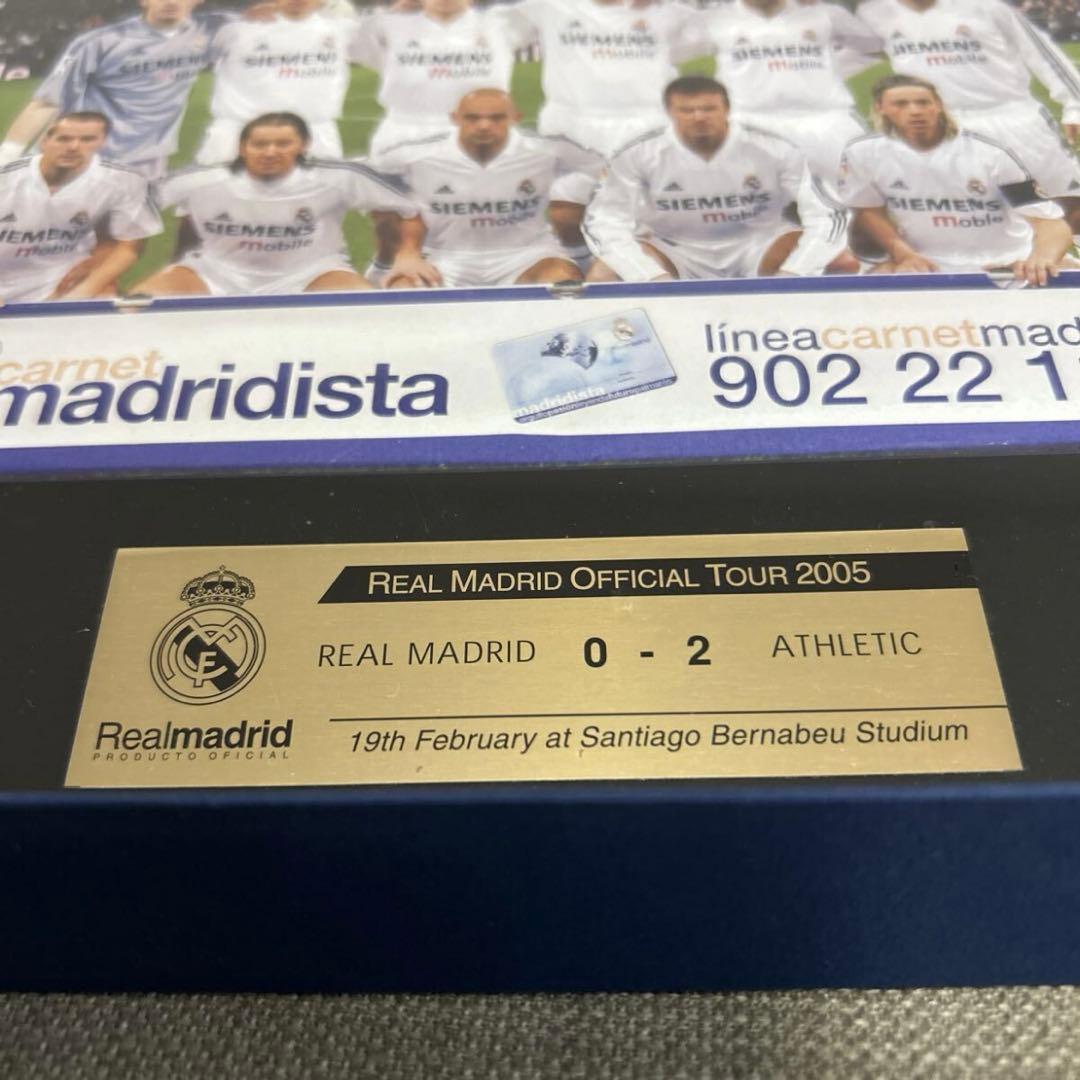 SIEMENS
mobile
SIEMENS
mobile
SIEMENS
mobile
SIEMENS
mobile
SIEMENS
mobile
SIEMENS
mobile
SIEMENS
mobile
SIEMENS
mobile
carnet
madridista
madridista
líneacarnetmad
902 22 1
REAL MADRID OFFICIAL TOUR 2005
REAL MADRID 0 - 2 ATHLETIC
Realmadrid
PRODUCTO OFICIAL
19th February at Santiago Bernabeu Studium